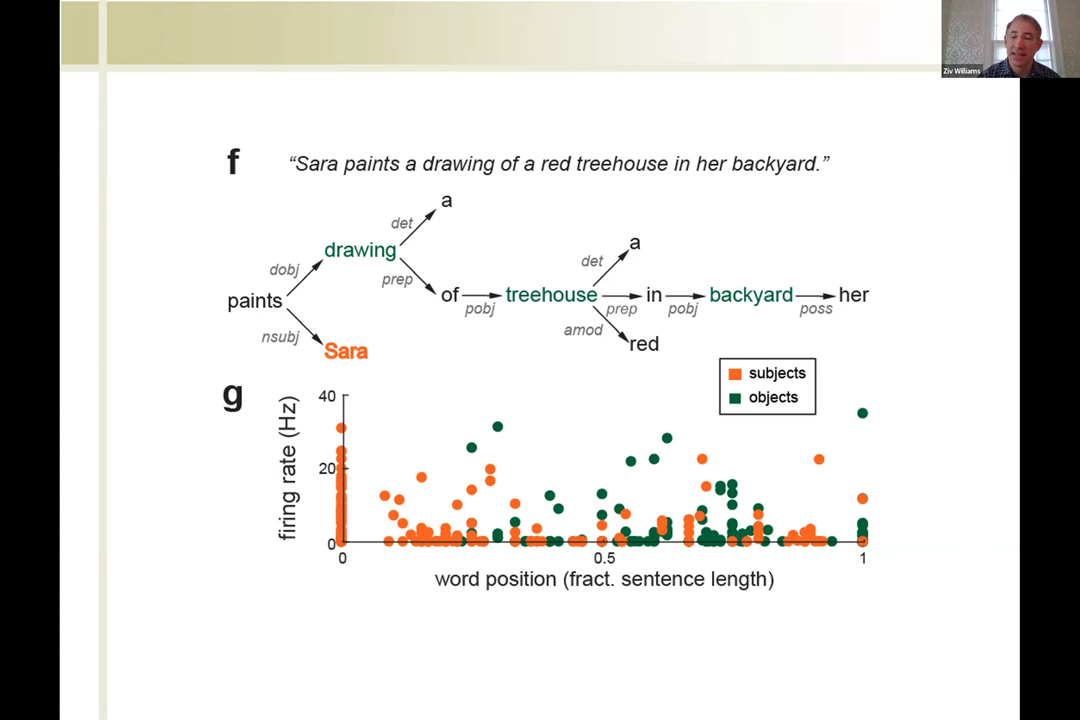 Ziv Williams
f
“Sara paints a drawing of a red treehouse in her backyard.”
a
det
drawing
dobj
prep
paints
of
pobj
treehouse
det
a
prep
in
pobj
backyard
poss
her
amod
red
nsubj
Sara
g
subjects
objects
firing rate (Hz)
40
20
0
0
0.5
1
word position (fract. sentence length)